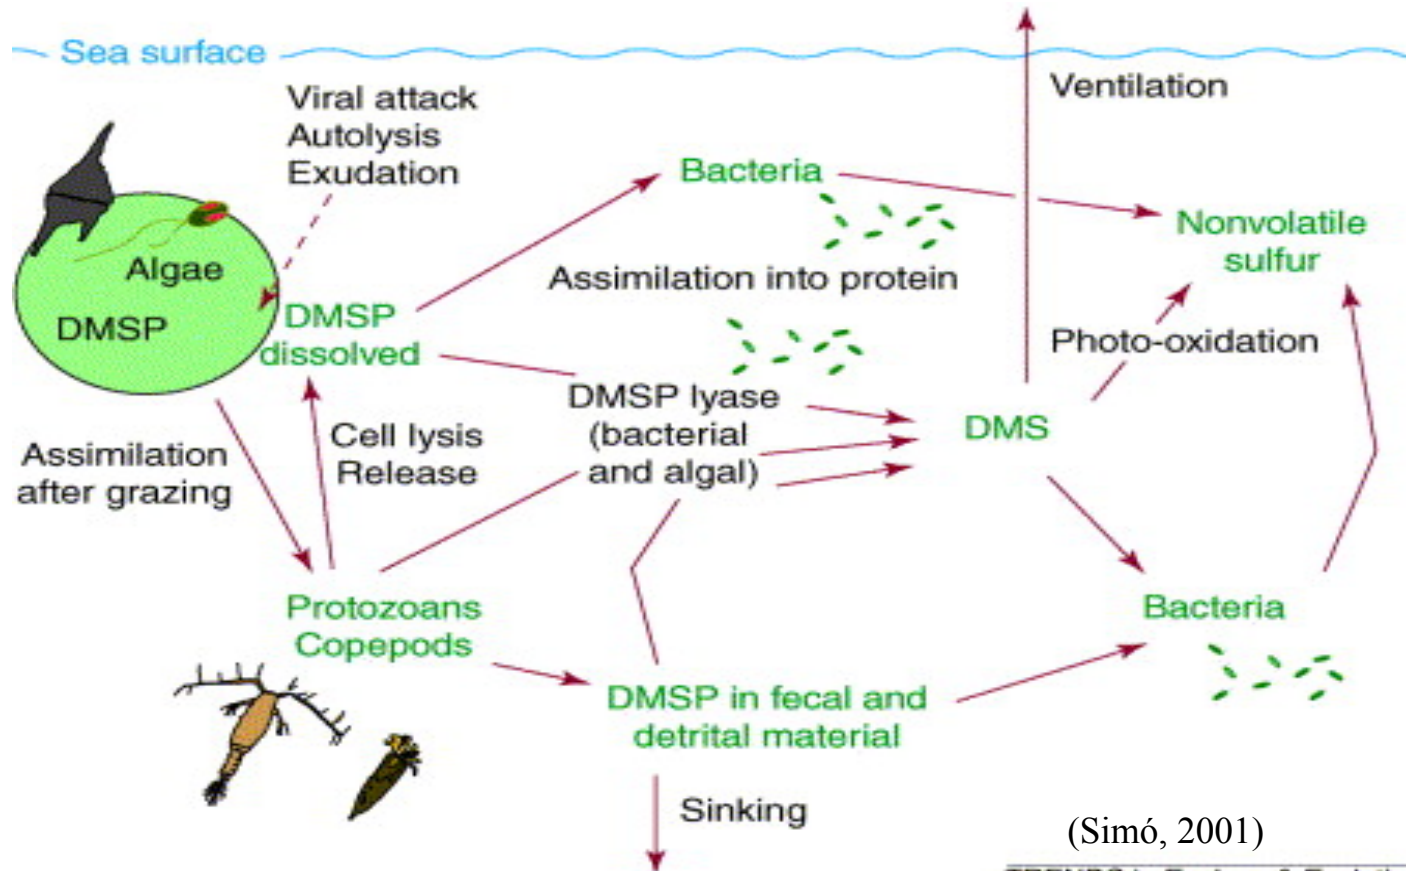 Sea surface
Viral attack
Autolysis
Exudation
Ventilation
Bacteria
Nonvolatile
sulfur
Algae
DMSP
Assimilation into protein
DMSP
dissolved
Photo-oxidation
DMSP lyase
(bacterial
and algal)
DMS
Assimilation
after grazing
Cell lysis
Release
Protozoans
Copepods
Bacteria
DMSP in fecal and
detrital material
Sinking
(Simó, 2001)